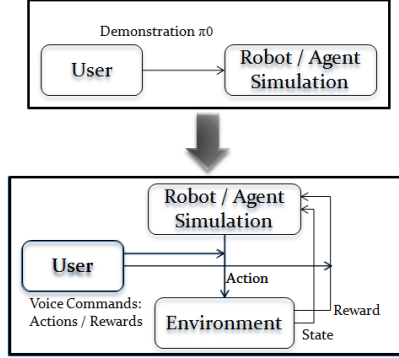 Demonstration π0
User
Robot / Agent
Simulation
Robot / Agent
Simulation
User
Action
Voice Commands:
Actions / Rewards
Environment
Reward
State